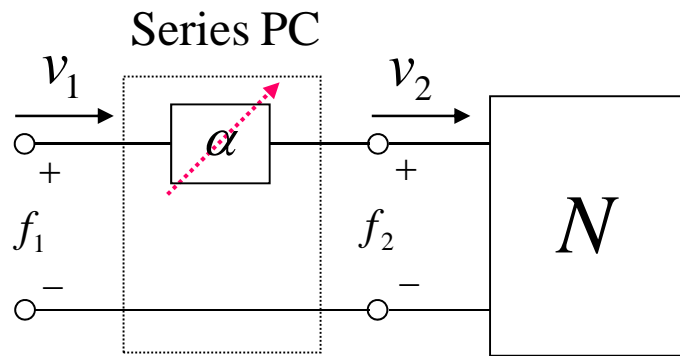 Series PC
v₁ v₂
α
+ +
f₁ f₂ N
− −